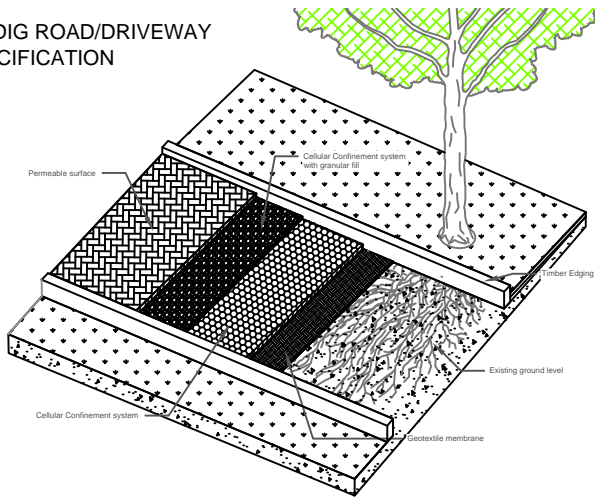 DIG ROAD/DRIVEWAY
CIFICATION
Cellular Confinement system
with granular fill
Permeable surface
Timber Edging
Existing ground level
Cellular Confinement system
Geotextile membrane